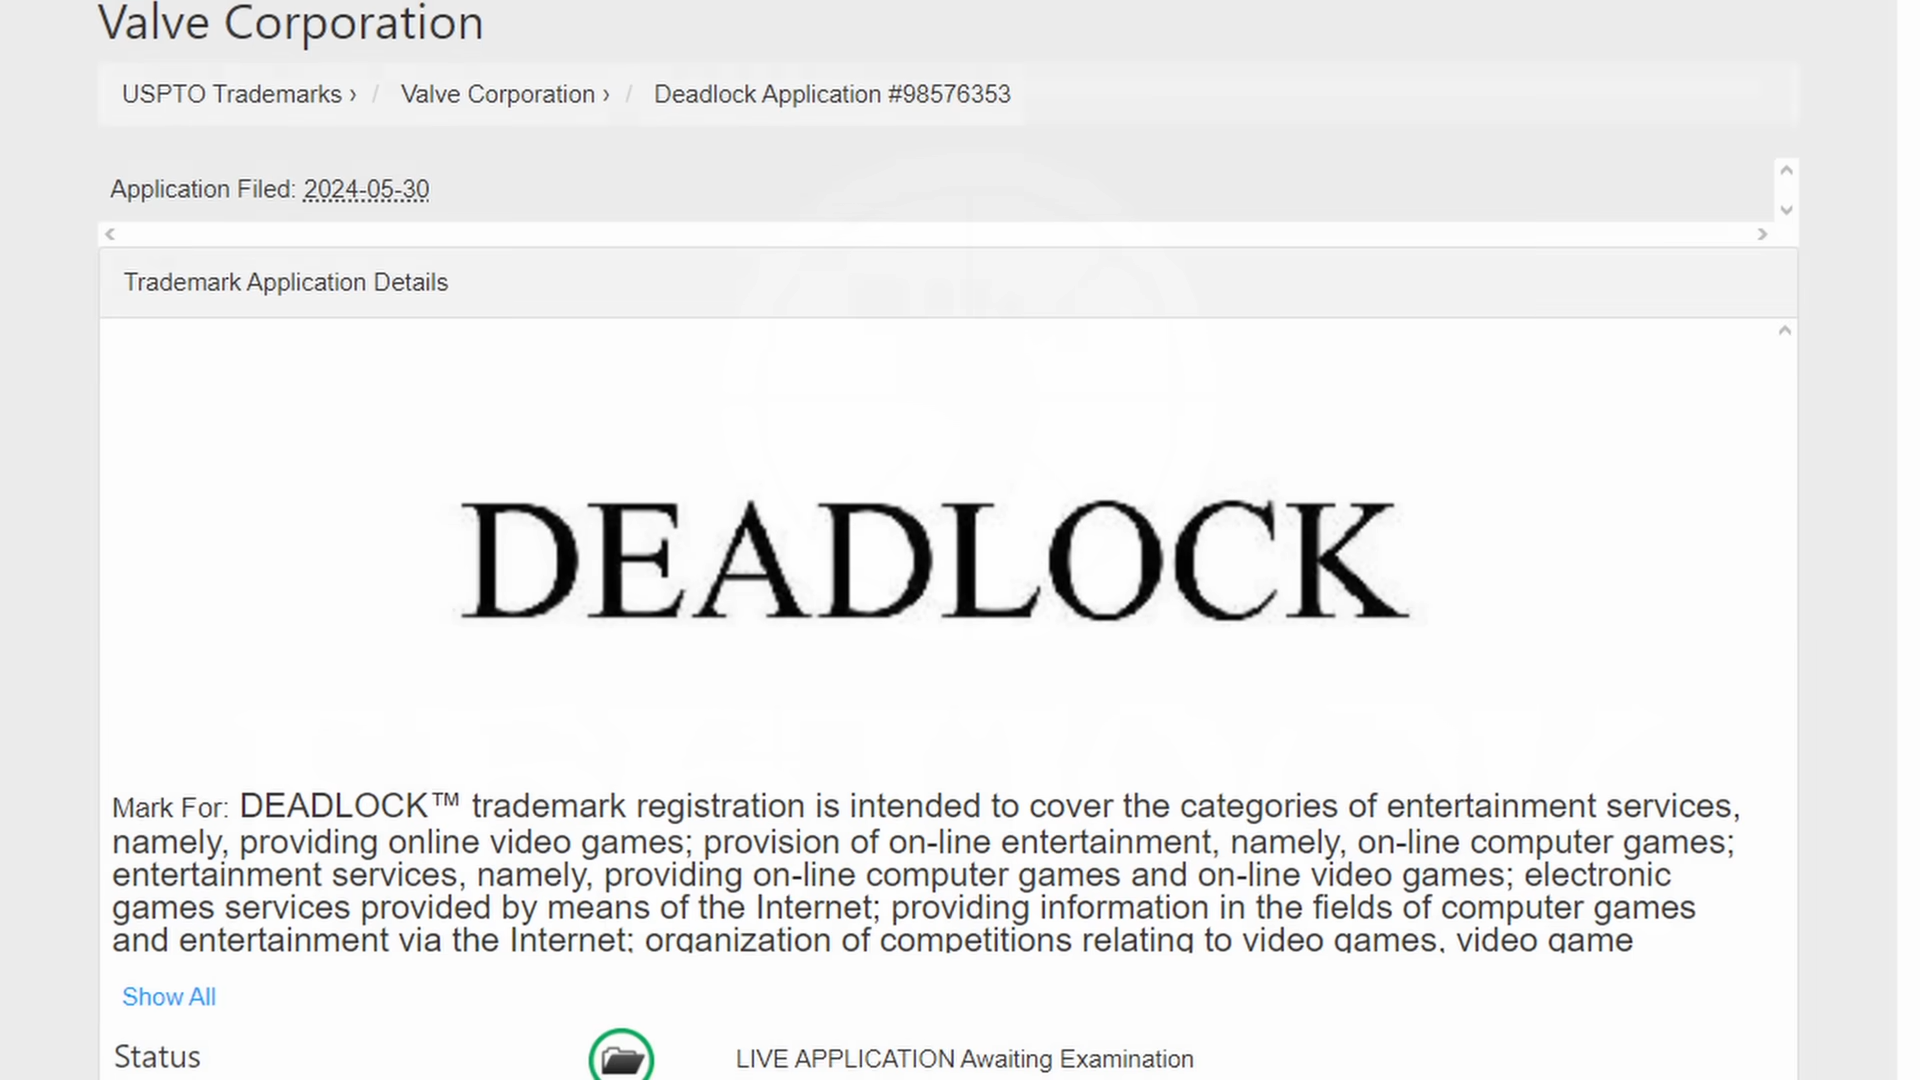 Valve Corporation
USPTO Trademarks › / Valve Corporation › / Deadlock Application #98576353
Application Filed: 2024-05-30
Trademark Application Details
DEADLOCK
Mark For: DEADLOCK™ trademark registration is intended to cover the categories of entertainment services,
namely, providing online video games; provision of on-line entertainment, namely, on-line computer games;
entertainment services, namely, providing on-line computer games and on-line video games; electronic
games services provided by means of the Internet; providing information in the fields of computer games
and entertainment via the Internet; organization of competitions relating to video games, video game
Show All
Status LIVE APPLICATION Awaiting Examination